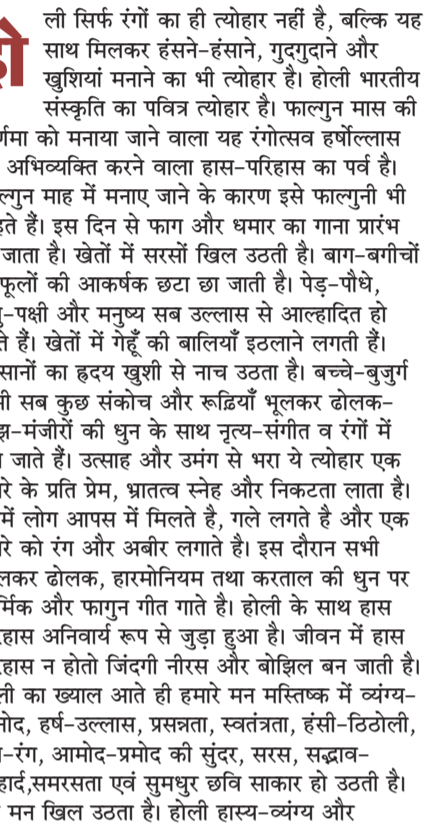 हो
ली सिर्फ रंगों का ही त्योहार नहीं है, बल्कि यह
साथ मिलकर हंसने-हंसाने, गुदगुदाने और
खुशियां मनाने का भी त्योहार है। होली भारतीय
संस्कृति का पवित्र त्योहार है। फाल्गुन मास की
र्णमा को मनाया जाने वाला यह रंगोत्सव हर्षोल्लास
अभिव्यक्ति करने वाला हास-परिहास का पर्व है।
ल्गुन माह में मनाए जाने के कारण इसे फाल्गुनी भी
हते हैं। इस दिन से फाग और धमार का गाना प्रारंभ
जाता है। खेतों में सरसों खिल उठती है। बाग-बगीचों
फूलों की आकर्षक छटा छा जाती है। पेड़-पौधे,
-पक्षी और मनुष्य सब उल्लास से आल्हादित हो
ते हैं। खेतों में गेहूँ की बालियाँ इठलाने लगती हैं।
सानों का ह्रदय खुशी से नाच उठता है। बच्चे-बुजुर्ग
भी सब कुछ संकोच और रूढ़ियाँ भूलकर ढोलक-
झ-मंजीरों की धुन के साथ नृत्य-संगीत व रंगों में
जाते हैं। उत्साह और उमंग से भरा ये त्योहार एक
रे के प्रति प्रेम, भ्रातत्व स्नेह और निकटता लाता है।
में लोग आपस में मिलते है, गले लगते है और एक
रे को रंग और अबीर लगाते है। इस दौरान सभी
लकर ढोलक, हारमोनियम तथा करताल की धुन पर
र्मिक और फागुन गीत गाते है। होली के साथ हास
रहास अनिवार्य रूप से जुड़ा हुआ है। जीवन में हास
रहास न होतो जिंदगी नीरस और बोझिल बन जाती है।
ली का ख्याल आते ही हमारे मन मस्तिष्क में व्यंग्य-
नोद, हर्ष-उल्लास, प्रसन्नता, स्वतंत्रता, हंसी-ठिठोली,
-रंग, आमोद-प्रमोद की सुंदर, सरस, सद्भाव-
हार्द,समरसता एवं सुमधुर छवि साकार हो उठती है।
मन खिल उठता है। होली हास्य-व्यंग्य और